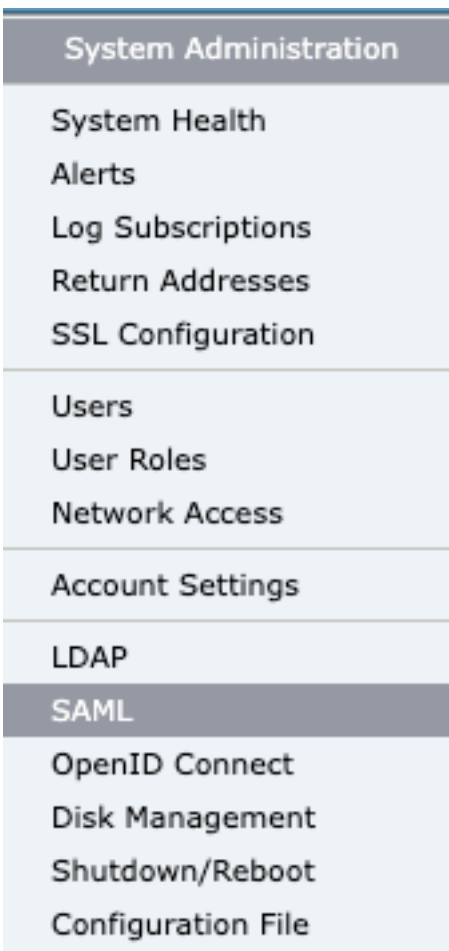 System Administration
System Health
Alerts
Log Subscriptions
Return Addresses
SSL Configuration
Users
User Roles
Network Access
Account Settings
LDAP
SAML
OpenID Connect
Disk Management
Shutdown/Reboot
Configuration File